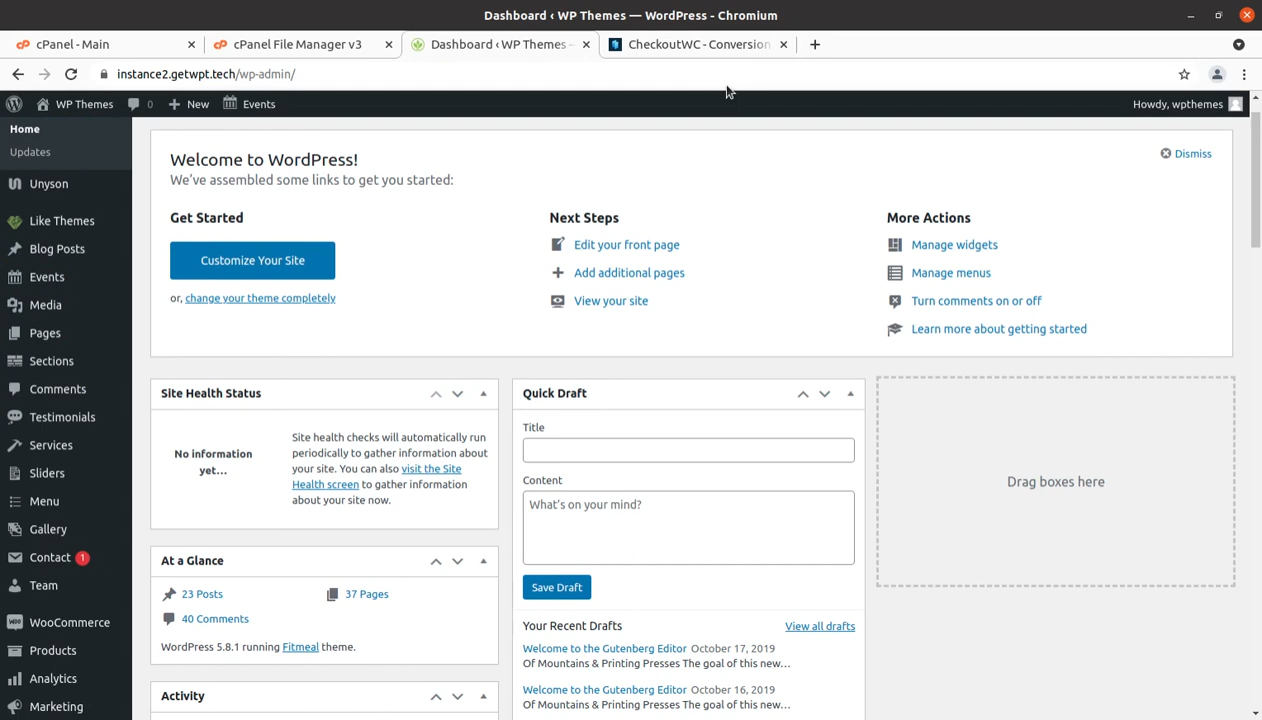 Dashboard ‹ WP Themes — WordPress - Chromium
cPanel - Main
cPanel File Manager v3
Dashboard ‹ WP Themes -
CheckoutWC - Conversion
instance2.getwpt.tech/wp-admin/
WP Themes
0
New
Events
Howdy, wpthemes
Home
Updates
Unyson
Like Themes
Blog Posts
Events
Media
Pages
Sections
Comments
Testimonials
Services
Sliders
Menu
Gallery
Contact 1
Team
WooCommerce
Products
Analytics
Marketing
Welcome to WordPress!
We've assembled some links to get you started:
Dismiss
Get Started
Customize Your Site
or, change your theme completely
Next Steps
Edit your front page
Add additional pages
View your site
More Actions
Manage widgets
Manage menus
Turn comments on or off
Learn more about getting started
Site Health Status
No information
yet...
Site health checks will automatically run
periodically to gather information about
your site. You can also visit the Site
Health screen to gather information
about your site now.
At a Glance
23 Posts
37 Pages
40 Comments
WordPress 5.8.1 running Fitmeal theme.
Activity
Quick Draft
Title
Content
What's on your mind?
Save Draft
Your Recent Drafts
View all drafts
Welcome to the Gutenberg Editor October 17, 2019
Of Mountains & Printing Presses The goal of this new...
Welcome to the Gutenberg Editor October 16, 2019
Of Mountains & Printing Presses The goal of this new...
Drag boxes here